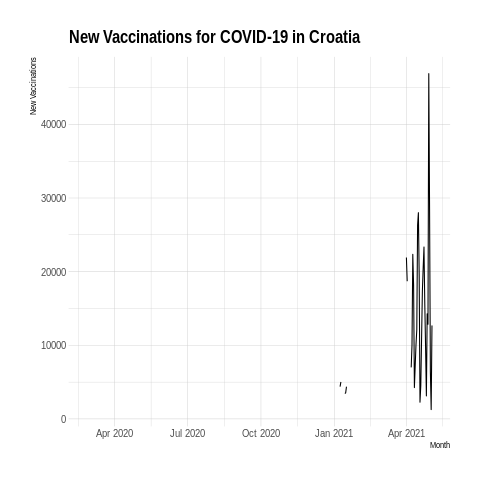 New Vaccinations for COVID-19 in Croatia
New Vaccinations
40000
30000
20000
10000
0
Apr 2020 Jul 2020 Oct 2020 Jan 2021 Apr 2021
Month